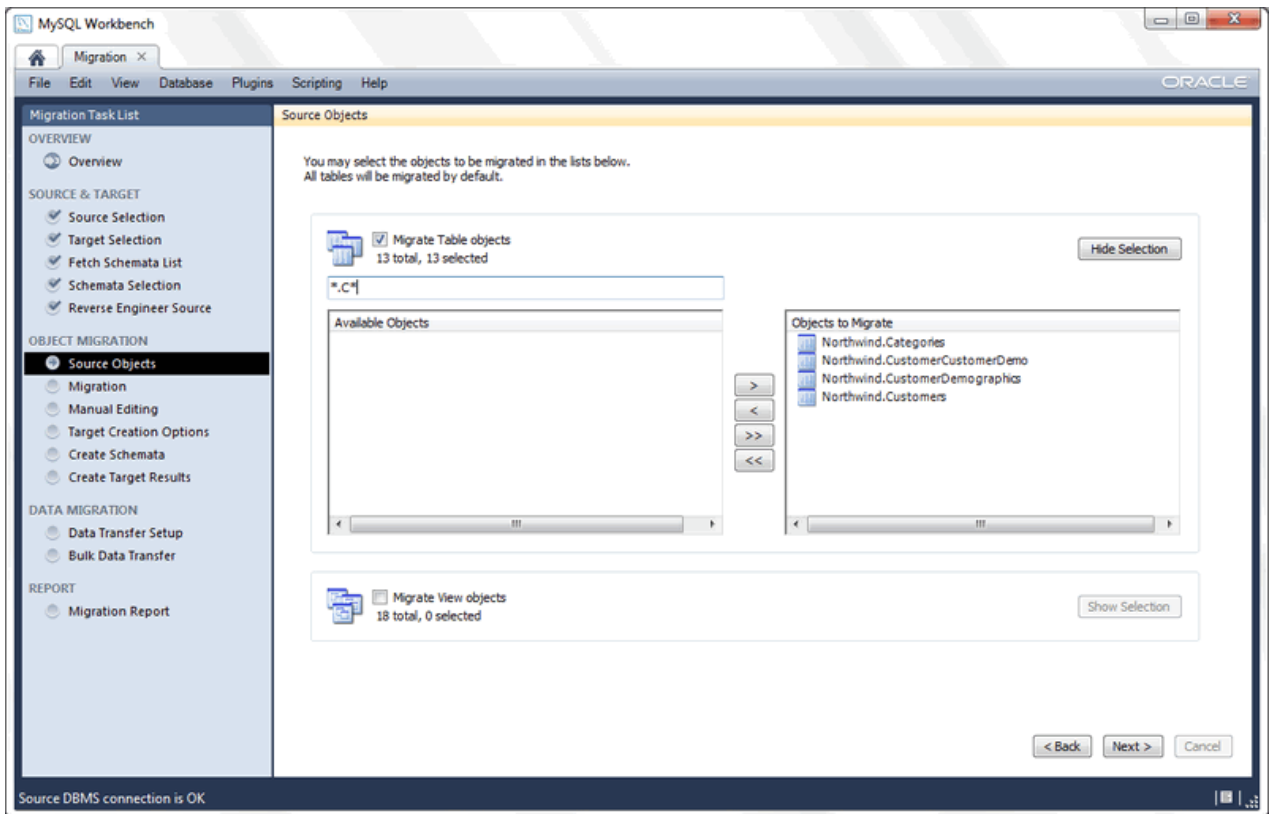 MySQL Workbench
Migration
File Edit View Database Plugins Scripting Help
ORACLE
Migration Task List
OVERVIEW
Overview
SOURCE & TARGET
Source Selection
Target Selection
Fetch Schemata List
Schemata Selection
Reverse Engineer Source
OBJECT MIGRATION
Source Objects
Migration
Manual Editing
Target Creation Options
Create Schemata
Create Target Results
DATA MIGRATION
Data Transfer Setup
Bulk Data Transfer
REPORT
Migration Report
Source Objects
You may select the objects to be migrated in the lists below.
All tables will be migrated by default.
Migrate Table objects
13 total, 13 selected
Hide Selection
*.C*
Available Objects
>
<
>>
<<
Objects to Migrate
Northwind.Categories
Northwind.CustomerCustomerDemo
Northwind.CustomerDemographics
Northwind.Customers
Migrate View objects
18 total, 0 selected
Show Selection
< Back
Next >
Cancel
Source DBMS connection is OK